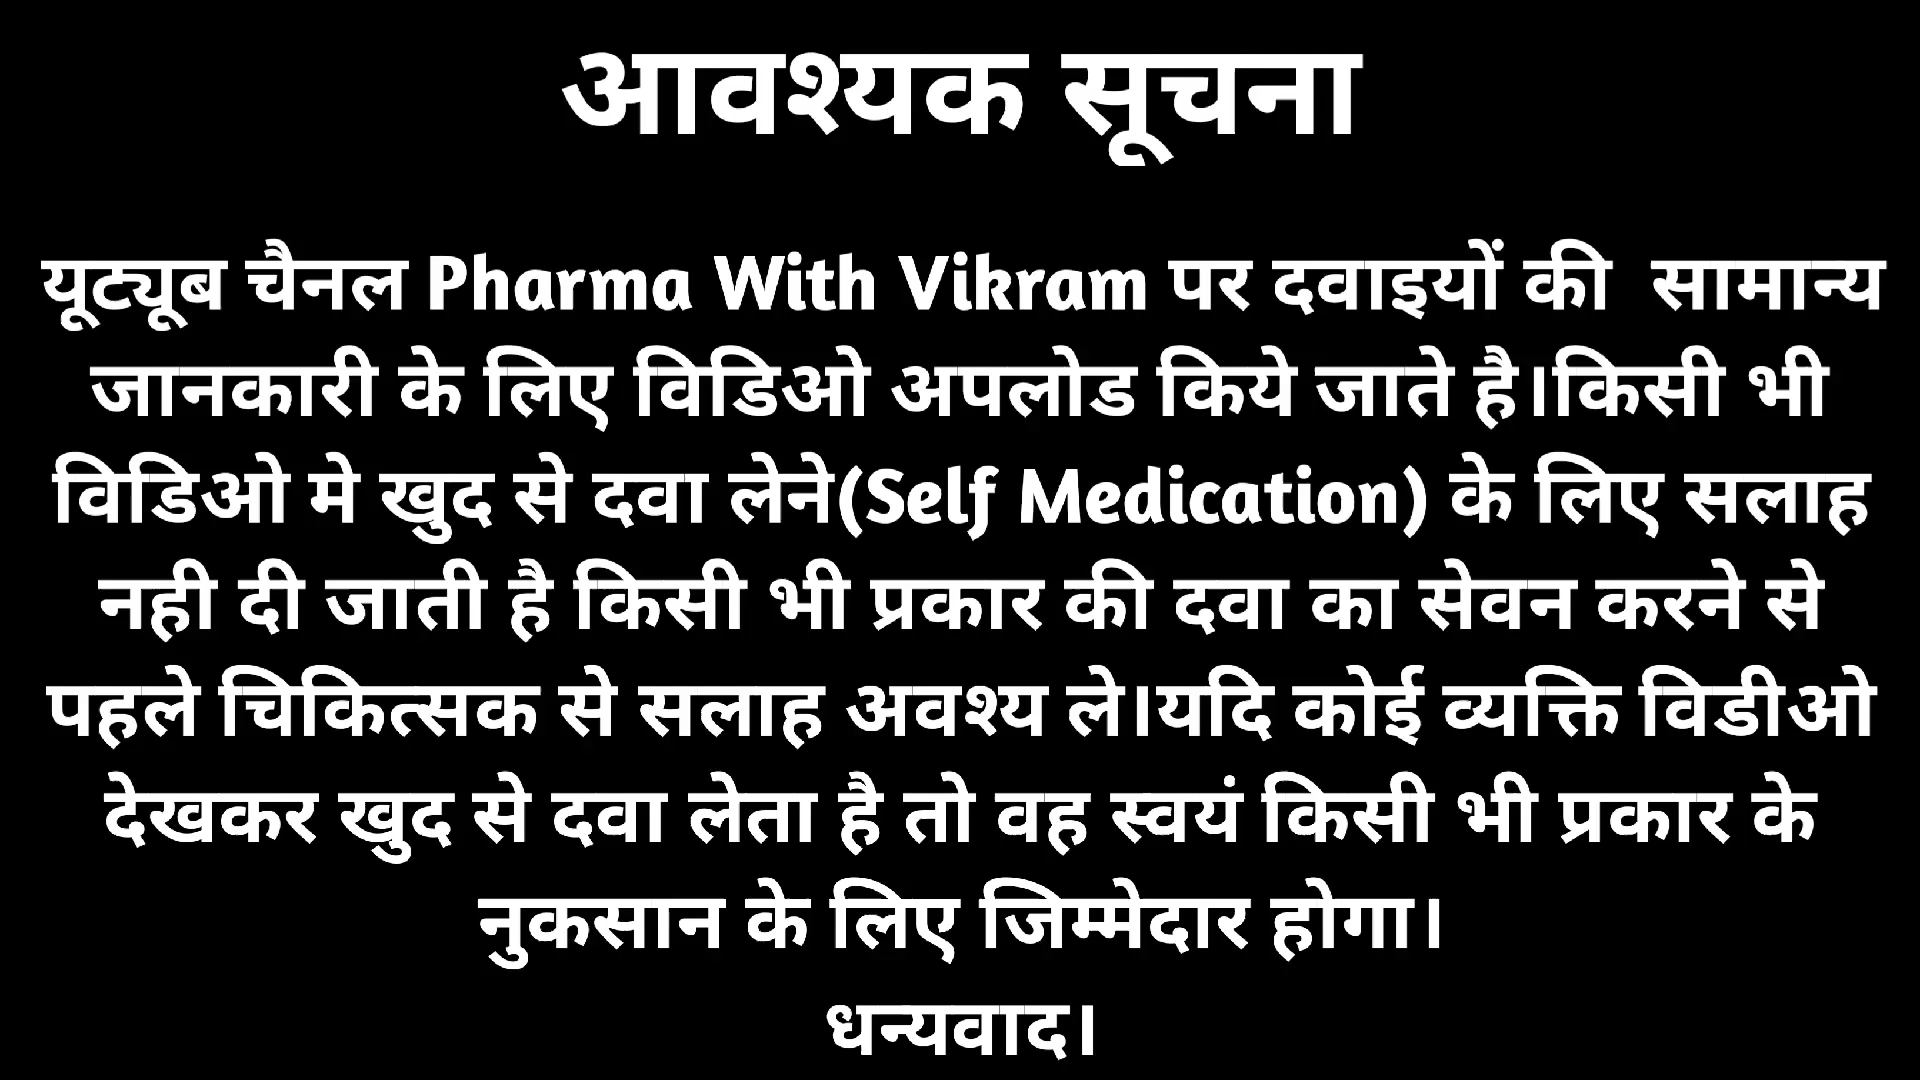 आवश्यक सूचना
यूट्यूब चैनल Pharma With Vikram पर दवाइयों की सामान्य
जानकारी के लिए विडिओ अपलोड किये जाते है।किसी भी
विडिओ मे खुद से दवा लेने(Self Medication) के लिए सलाह
नही दी जाती है किसी भी प्रकार की दवा का सेवन करने से
पहले चिकित्सक से सलाह अवश्य ले।यदि कोई व्यक्ति विडीओ
देखकर खुद से दवा लेता है तो वह स्वयं किसी भी प्रकार के
नुकसान के लिए जिम्मेदार होगा।
धन्यवाद।